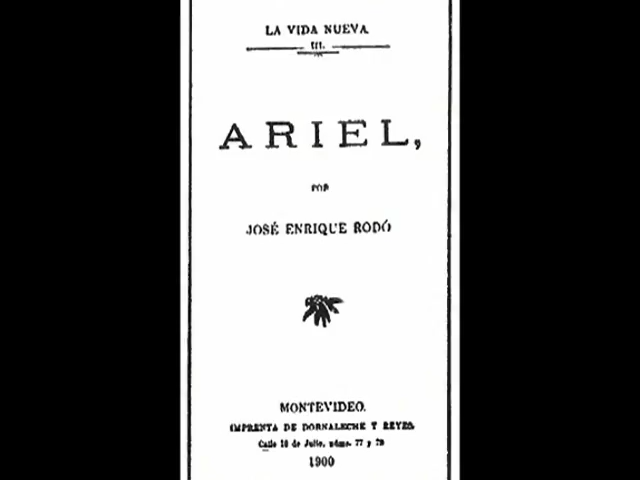 LA VIDA NUEVA
III.
ARIEL,
POR
JOSÉ ENRIQUE RODÓ
MONTEVIDEO.
IMPRENTA DE DORNALECHE Y REYES
Calle 18 de Julio, núms. 77 y 79
1900